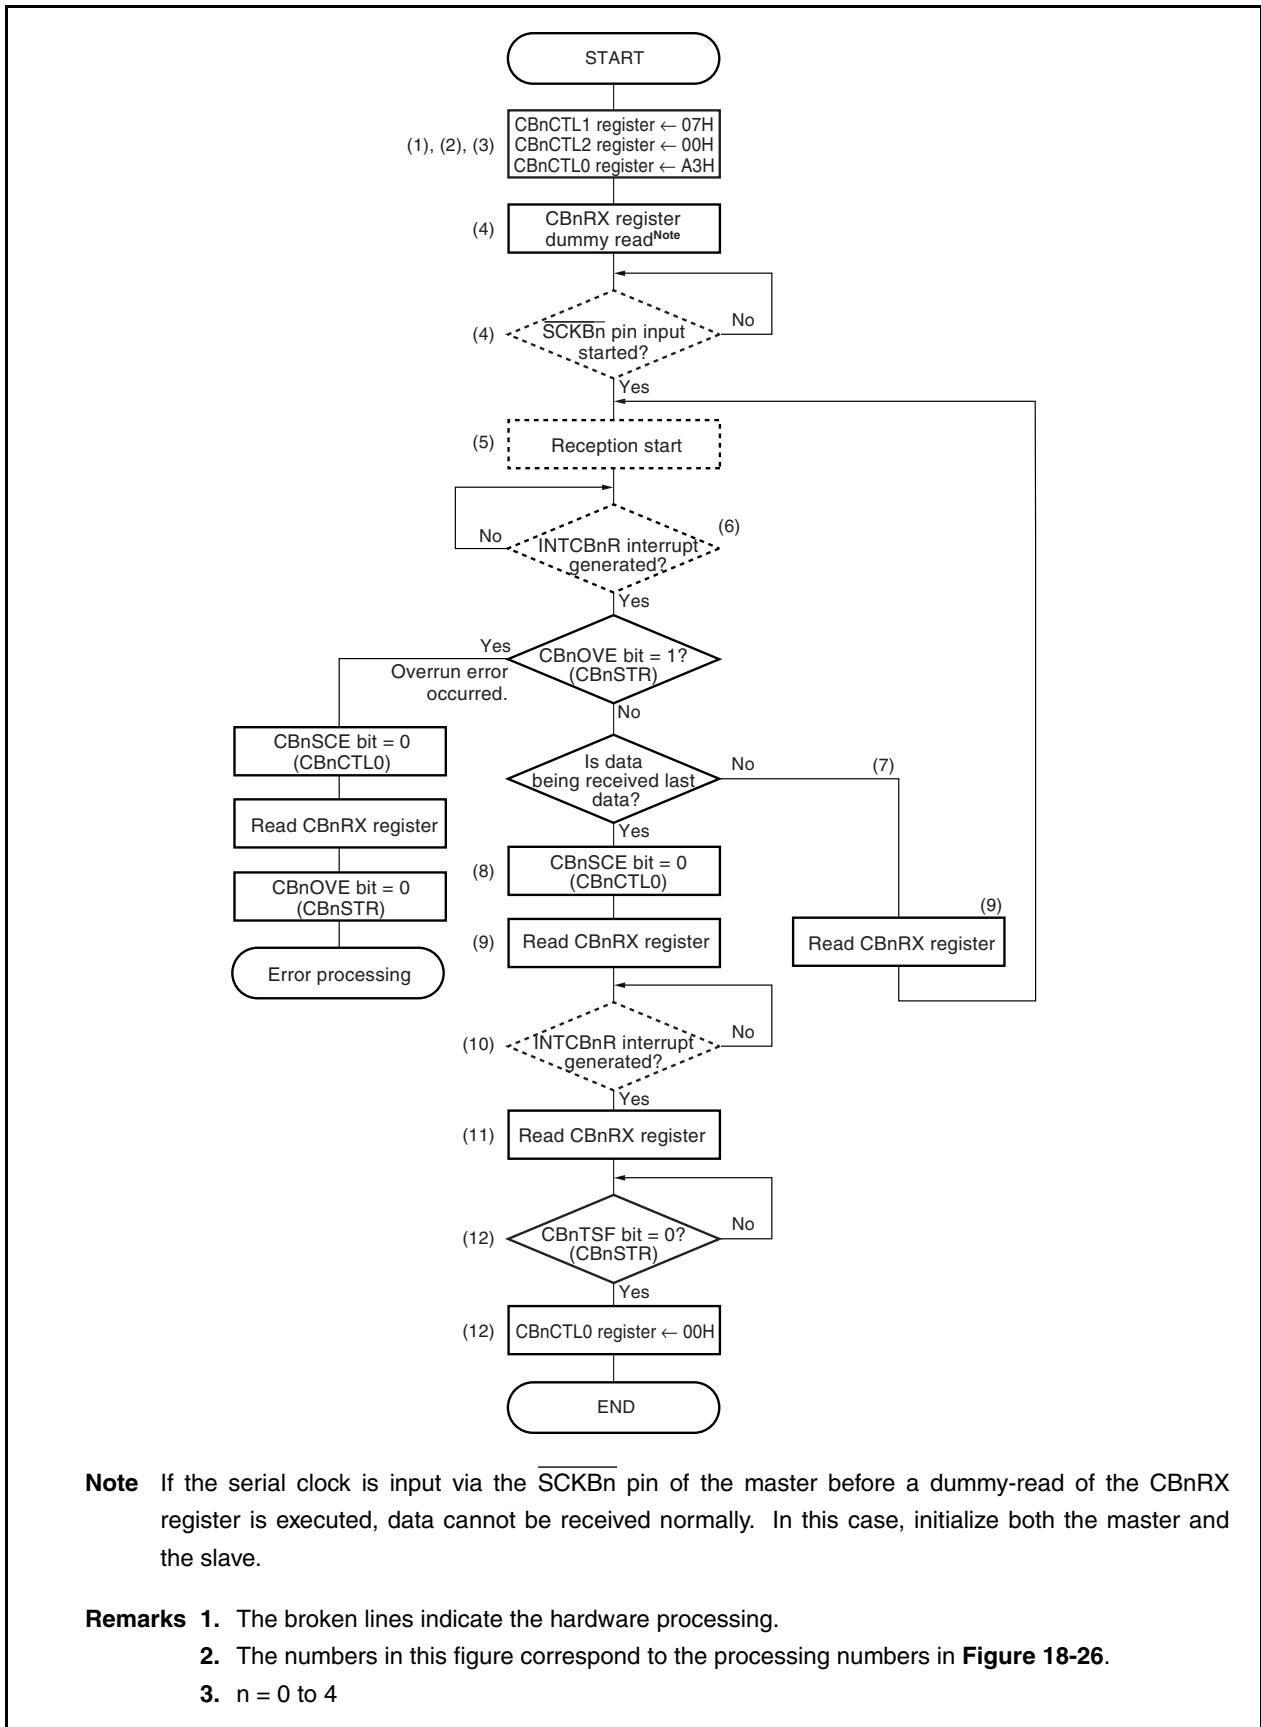 START
(1), (2), (3)
CBnCTL1 register ← 07H
CBnCTL2 register ← 00H
CBnCTL0 register ← A3H
(4)
CBnRX register
dummy readNote
(4)
SCKBn pin input
started?
No
Yes
(5)
Reception start
(6)
No
INTCBnR interrupt
generated?
Yes
Yes
CBnOVE bit = 1?
(CBnSTR)
Overrun error
occurred.
No
CBnSCE bit = 0
(CBnCTL0)
Is data
being received last
data?
No
(7)
Read CBnRX register
Yes
(8)
CBnSCE bit = 0
(CBnCTL0)
CBnOVE bit = 0
(CBnSTR)
(9)
Read CBnRX register
(9)
Read CBnRX register
Error processing
(10)
INTCBnR interrupt
generated?
No
Yes
(11)
Read CBnRX register
(12)
CBnTSF bit = 0?
(CBnSTR)
No
Yes
(12)
CBnCTL0 register ← 00H
END
Note If the serial clock is input via the SCKBn pin of the master before a dummy-read of the CBnRX
register is executed, data cannot be received normally. In this case, initialize both the master and
the slave.
Remarks 1. The broken lines indicate the hardware processing.
2. The numbers in this figure correspond to the processing numbers in Figure 18-26.
3. n = 0 to 4